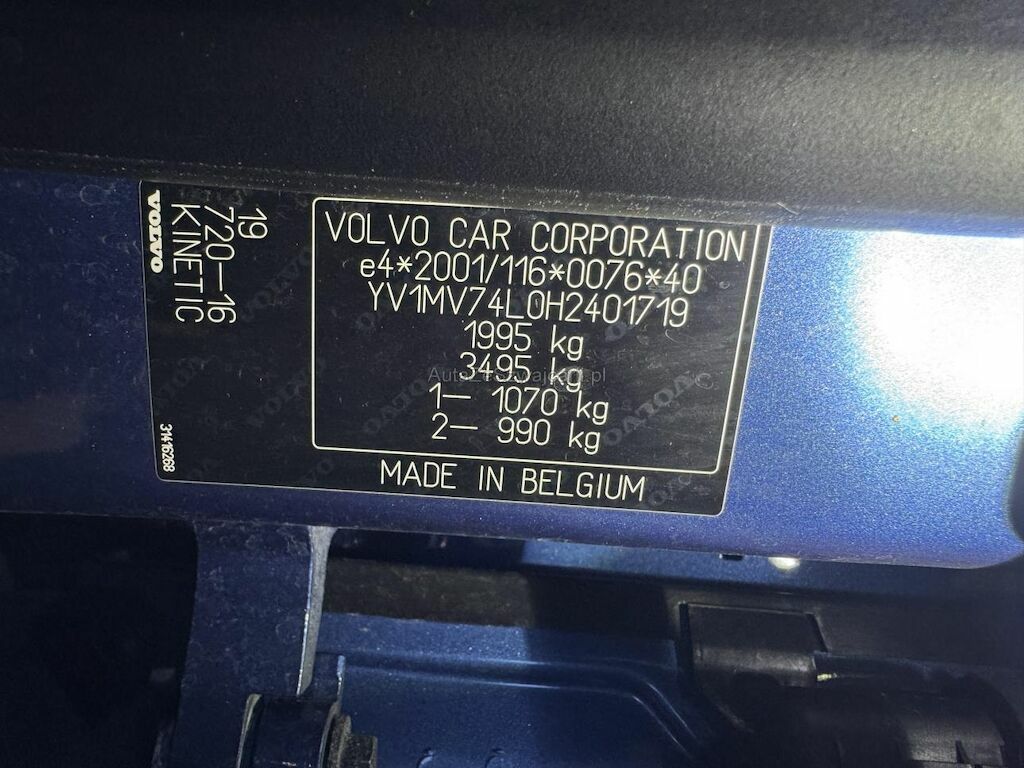 VOLVO
19
720-16
KINETIC
31416268
VOLVO CAR CORPORATION
e4*2001/116*0076*40
YV1MV74L0H2401719
1995 kg
3495 kg
1– 1070 kg
2– 990 kg
MADE IN BELGIUM